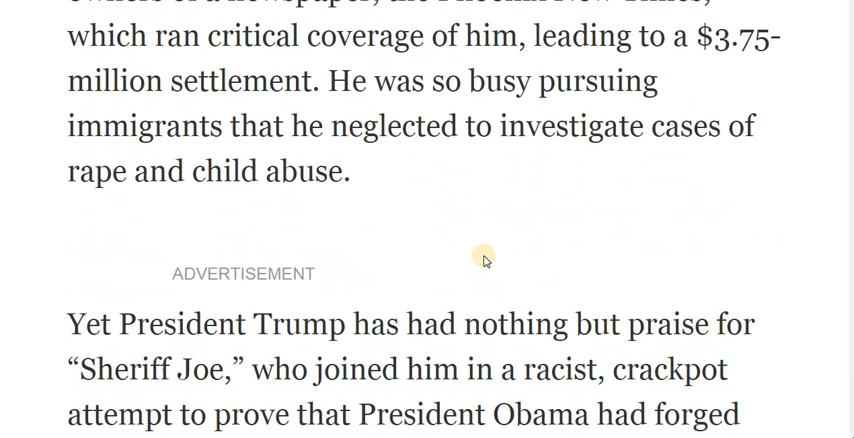 which ran critical coverage of him, leading to a $3.75-
million settlement. He was so busy pursuing
immigrants that he neglected to investigate cases of
rape and child abuse.
ADVERTISEMENT
Yet President Trump has had nothing but praise for
“Sheriff Joe,” who joined him in a racist, crackpot
attempt to prove that President Obama had forged